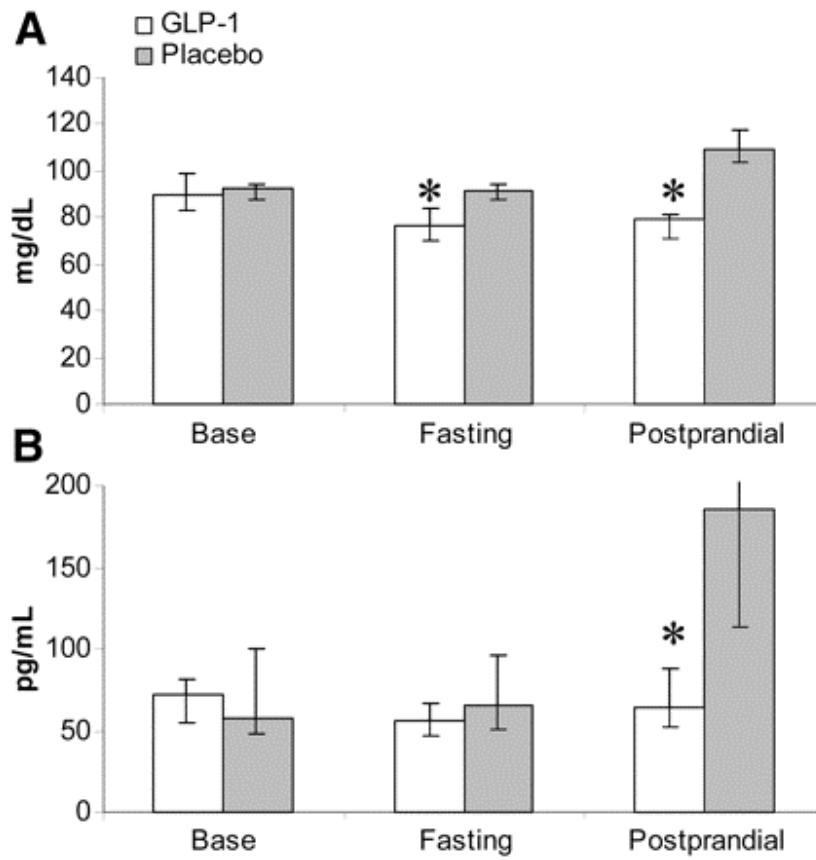 A
GLP-1
Placebo
140
120
100
80
60
40
20
0
mg/dL
*
*
Base Fasting Postprandial
B
200
150
100
50
0
pg/mL
*
Base Fasting Postprandial